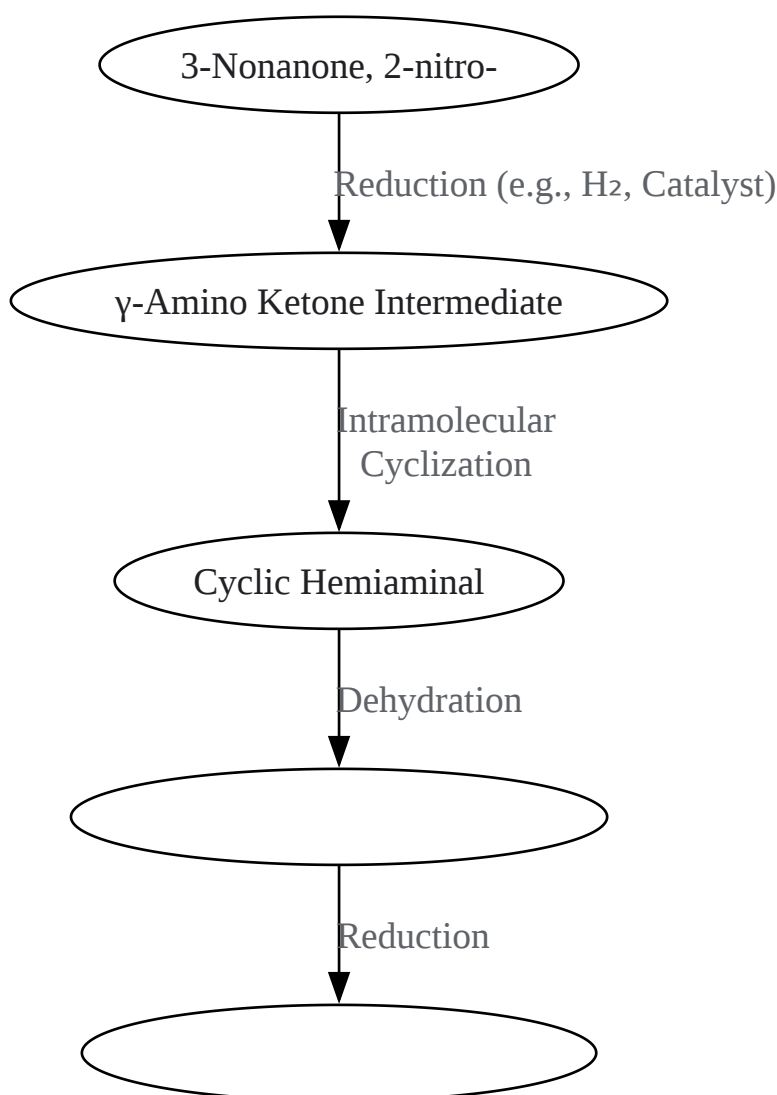 3-Nonanone, 2-nitro-
Reduction (e.g., H₂, Catalyst)
γ-Amino Ketone Intermediate
Intramolecular
Cyclization
Cyclic Hemiaminal
Dehydration
Reduction